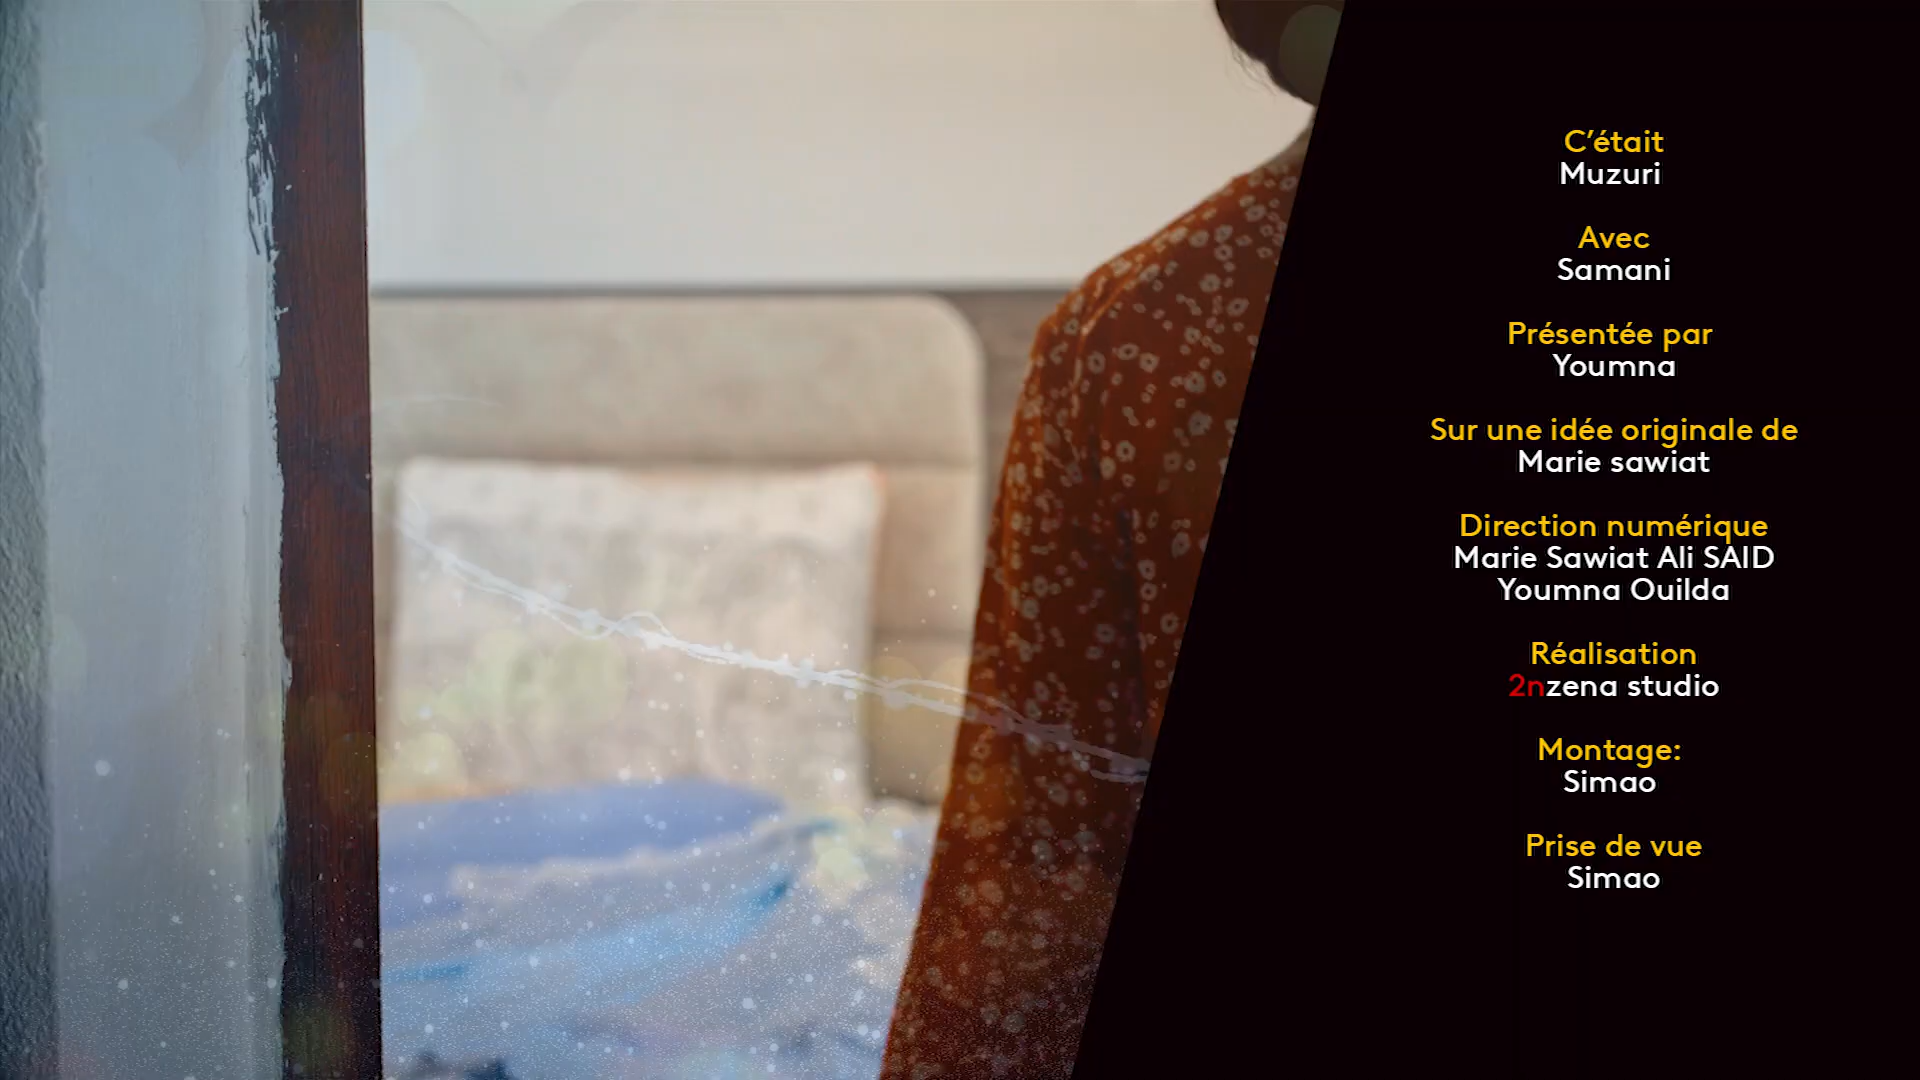 C’était
Muzuri
Avec
Samani
Présentée par
Youmna
Sur une idée originale de
Marie sawiat
Direction numérique
Marie Sawiat Ali SAID
Youmna Ouilda
Réalisation
2nzena studio
Montage:
Simao
Prise de vue
Simao